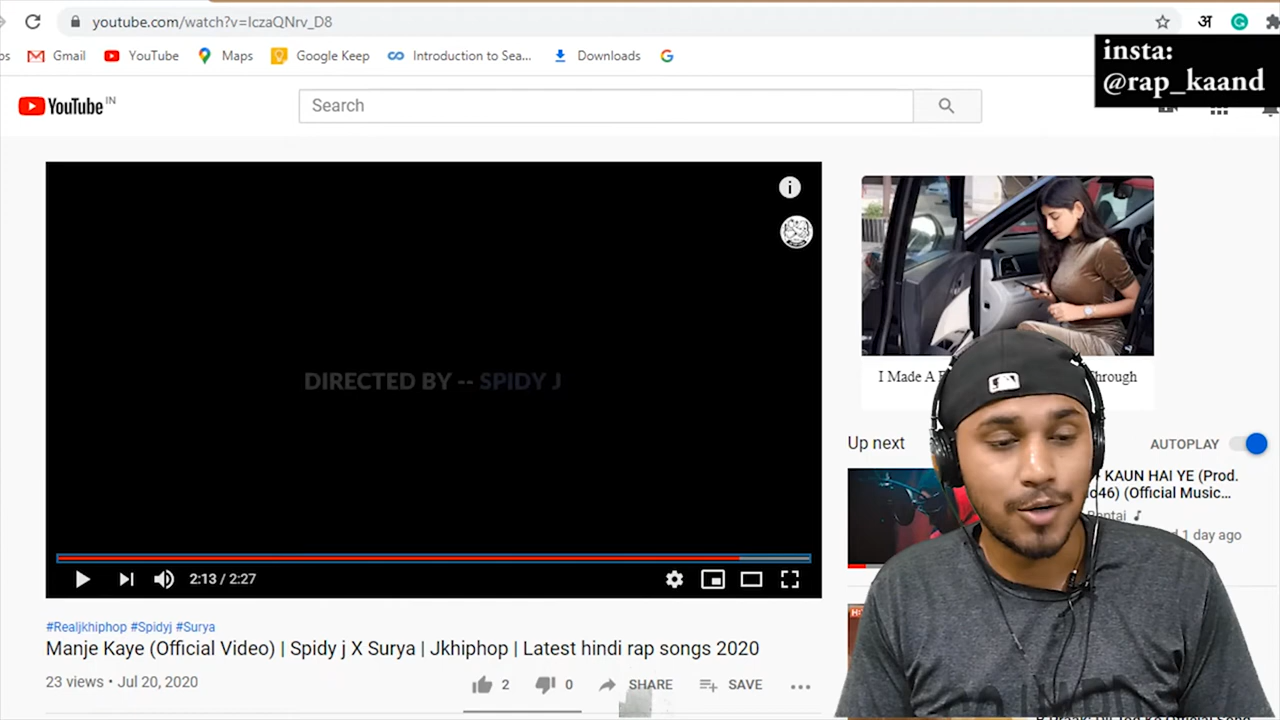 youtube.com/watch?v=IczaQNrv_D8
Gmail
YouTube
Maps
Google Keep
Introduction to Sea...
Downloads
insta:
@rap_kaand
YouTube IN
Search
DIRECTED BY -- SPIDY J
2:13 / 2:27
I Made A
hrough
Up next
AUTOPLAY
KAUN HAI YE (Prod.
o46) (Official Music...
Bentai
1 day ago
#Realjkhiphop #Spidyj #Surya
Manje Kaye (Official Video) | Spidy j X Surya | Jkhiphop | Latest hindi rap songs 2020
23 views • Jul 20, 2020
2
0
SHARE
SAVE